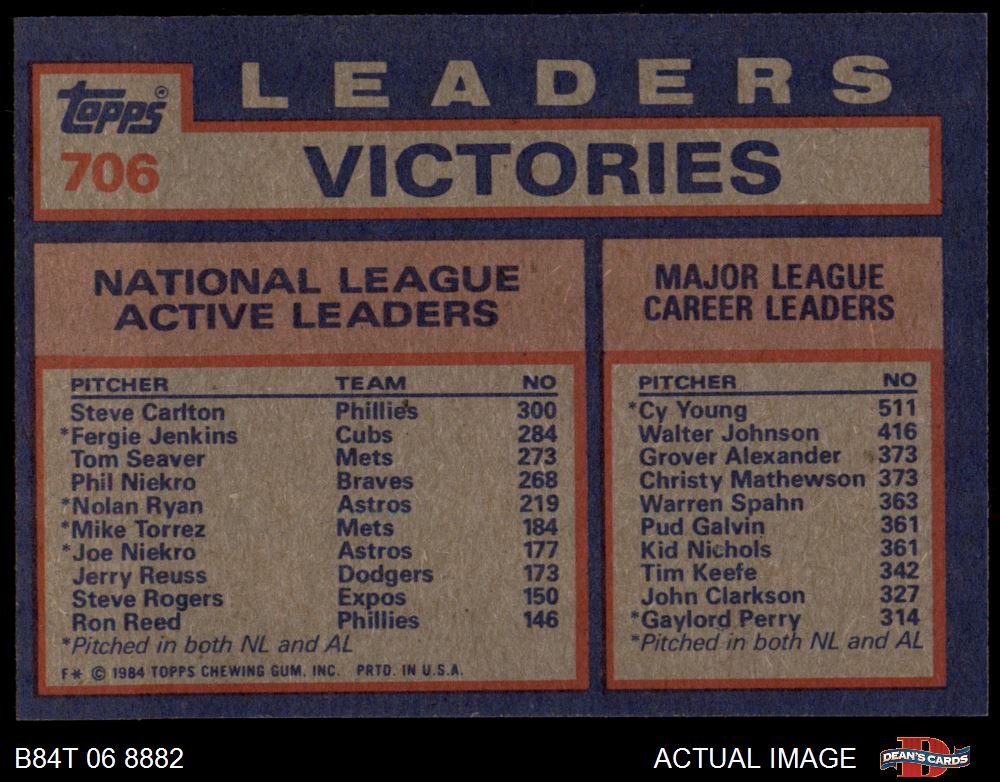 LEADERS
Topps®
706
VICTORIES
NATIONAL LEAGUE
ACTIVE LEADERS
PITCHER TEAM NO
Steve Carlton Phillies 300
*Fergie Jenkins Cubs 284
Tom Seaver Mets 273
Phil Niekro Braves 268
*Nolan Ryan Astros 219
*Mike Torrez Mets 184
*Joe Niekro Astros 177
Jerry Reuss Dodgers 173
Steve Rogers Expos 150
Ron Reed Phillies 146
*Pitched in both NL and AL
F* © 1984 TOPPS CHEWING GUM, INC. PRTD. IN U.S.A.
MAJOR LEAGUE
CAREER LEADERS
PITCHER NO
*Cy Young 511
Walter Johnson 416
Grover Alexander 373
Christy Mathewson 373
Warren Spahn 363
Pud Galvin 361
Kid Nichols 361
Tim Keefe 342
John Clarkson 327
*Gaylord Perry 314
*Pitched in both NL and AL
B84T 06 8882
ACTUAL IMAGE
D
DEAN'S CARDS